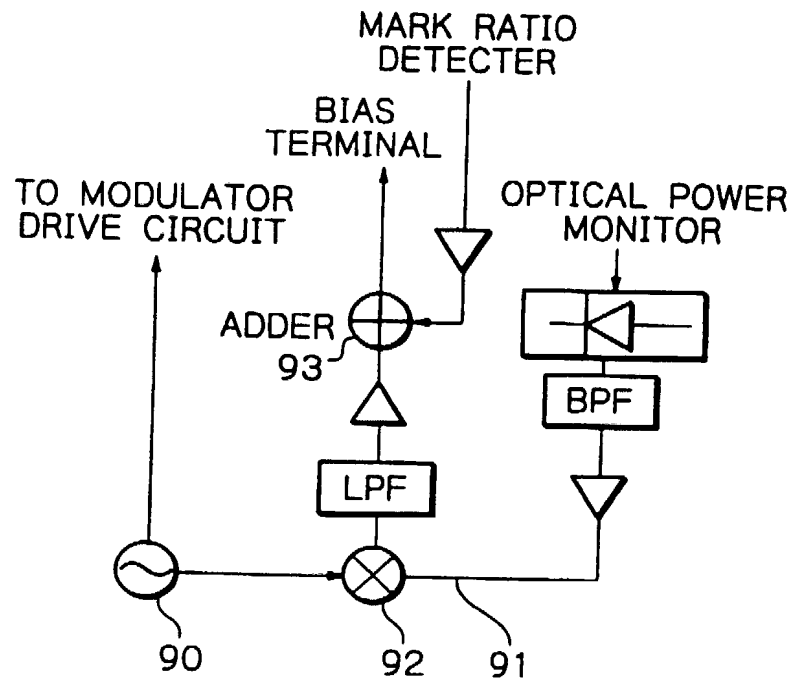 MARK RATIO
DETECTER
BIAS
TERMINAL
TO MODULATOR
DRIVE CIRCUIT
OPTICAL POWER
MONITOR
ADDER
93
BPF
LPF
90
92
91